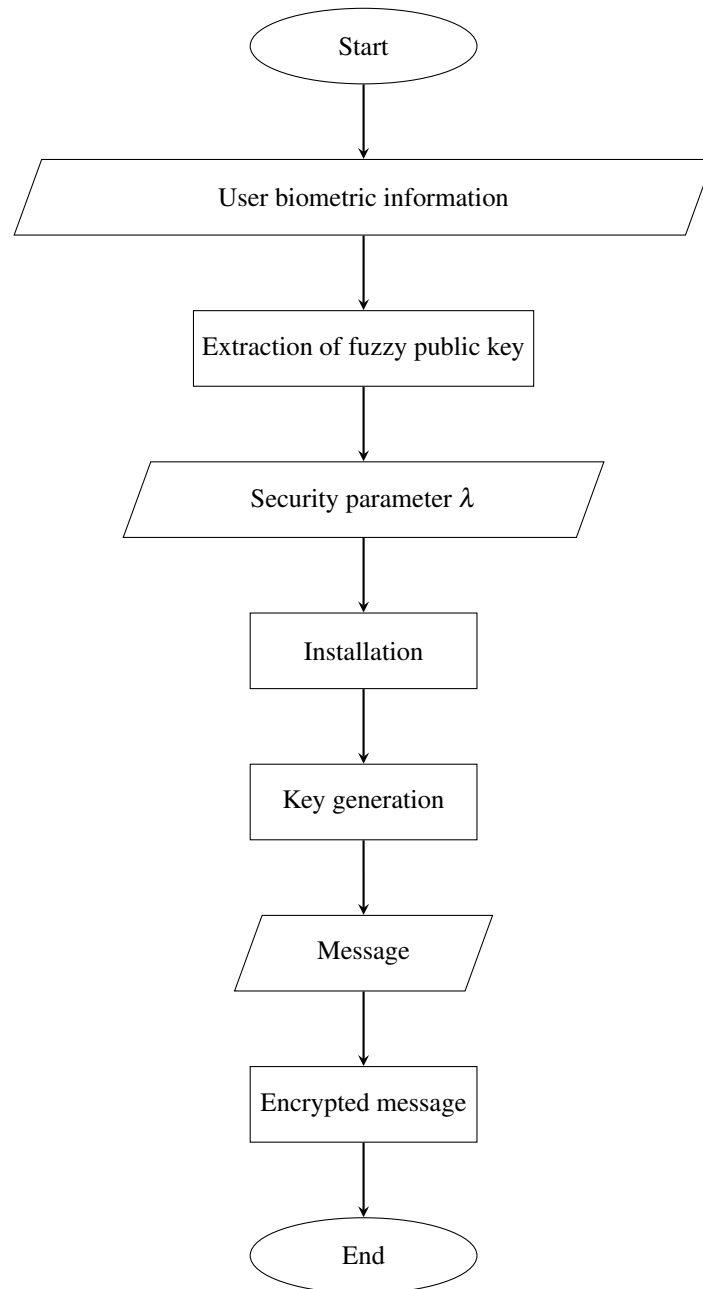 Start
User biometric information
Extraction of fuzzy public key
Security parameter λ
Installation
Key generation
Message
Encrypted message
End